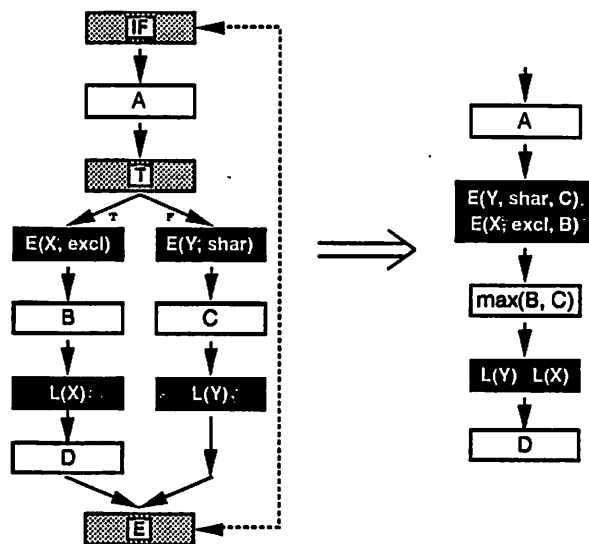 IF
A
T
T F
E(X; excl) E(Y; shar)
B C
L(X) L(Y)
D
E
A
E(Y, shar, C).
E(X; excl, B)
max(B, C)
L(Y) L(X)
D